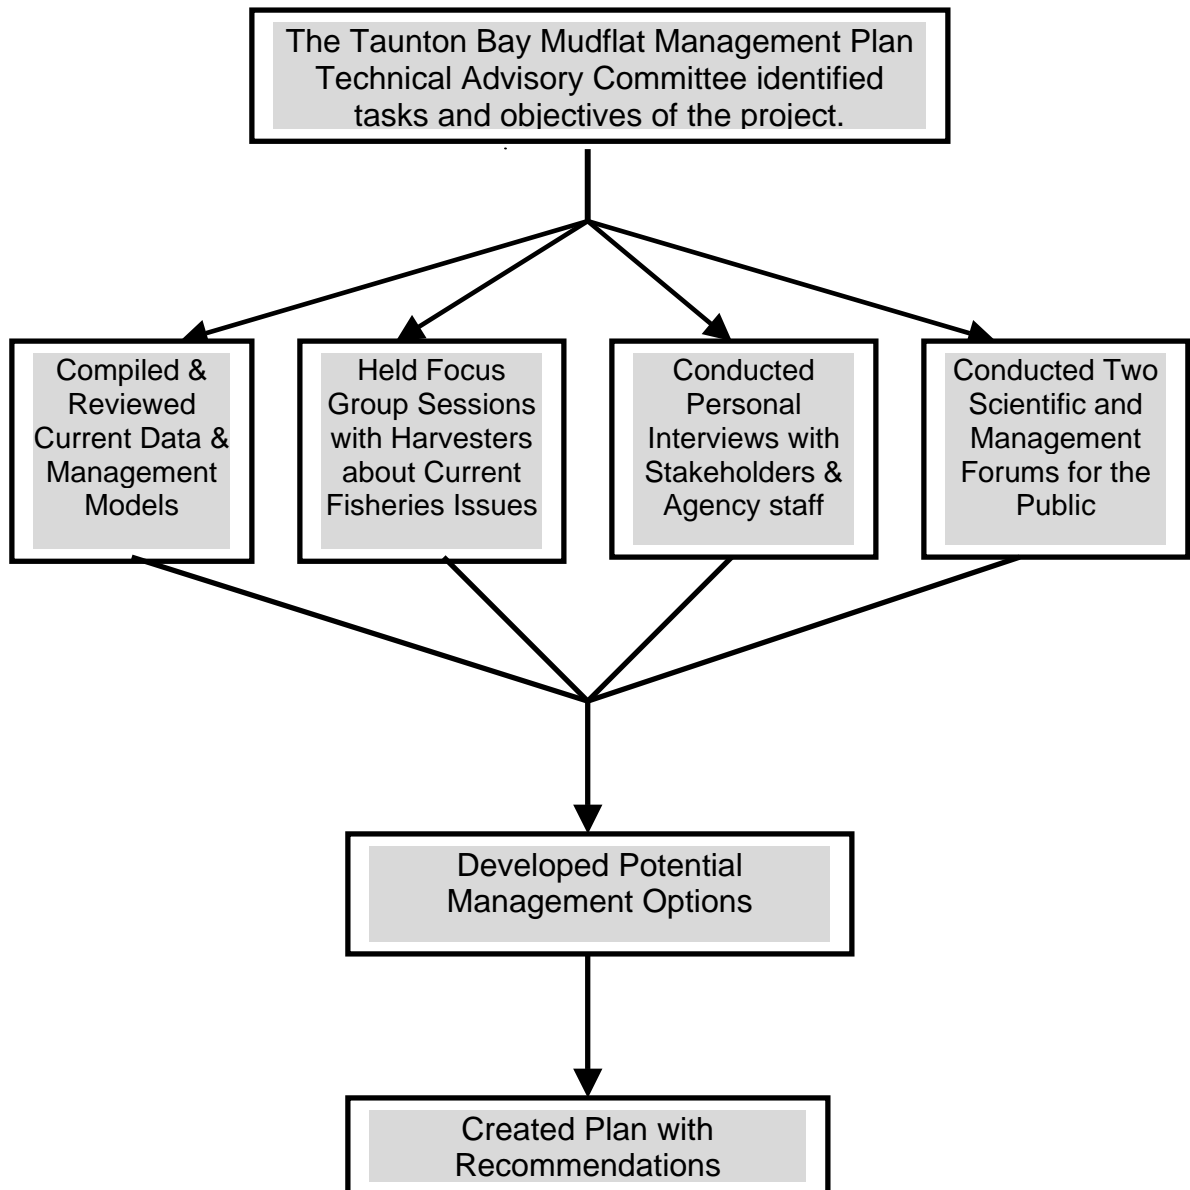 The Taunton Bay Mudflat Management Plan
Technical Advisory Committee identified
tasks and objectives of the project.
Compiled &
Reviewed
Current Data &
Management
Models
Held Focus
Group Sessions
with Harvesters
about Current
Fisheries Issues
Conducted
Personal
Interviews with
Stakeholders &
Agency staff
Conducted Two
Scientific and
Management
Forums for the
Public
Developed Potential
Management Options
Created Plan with
Recommendations